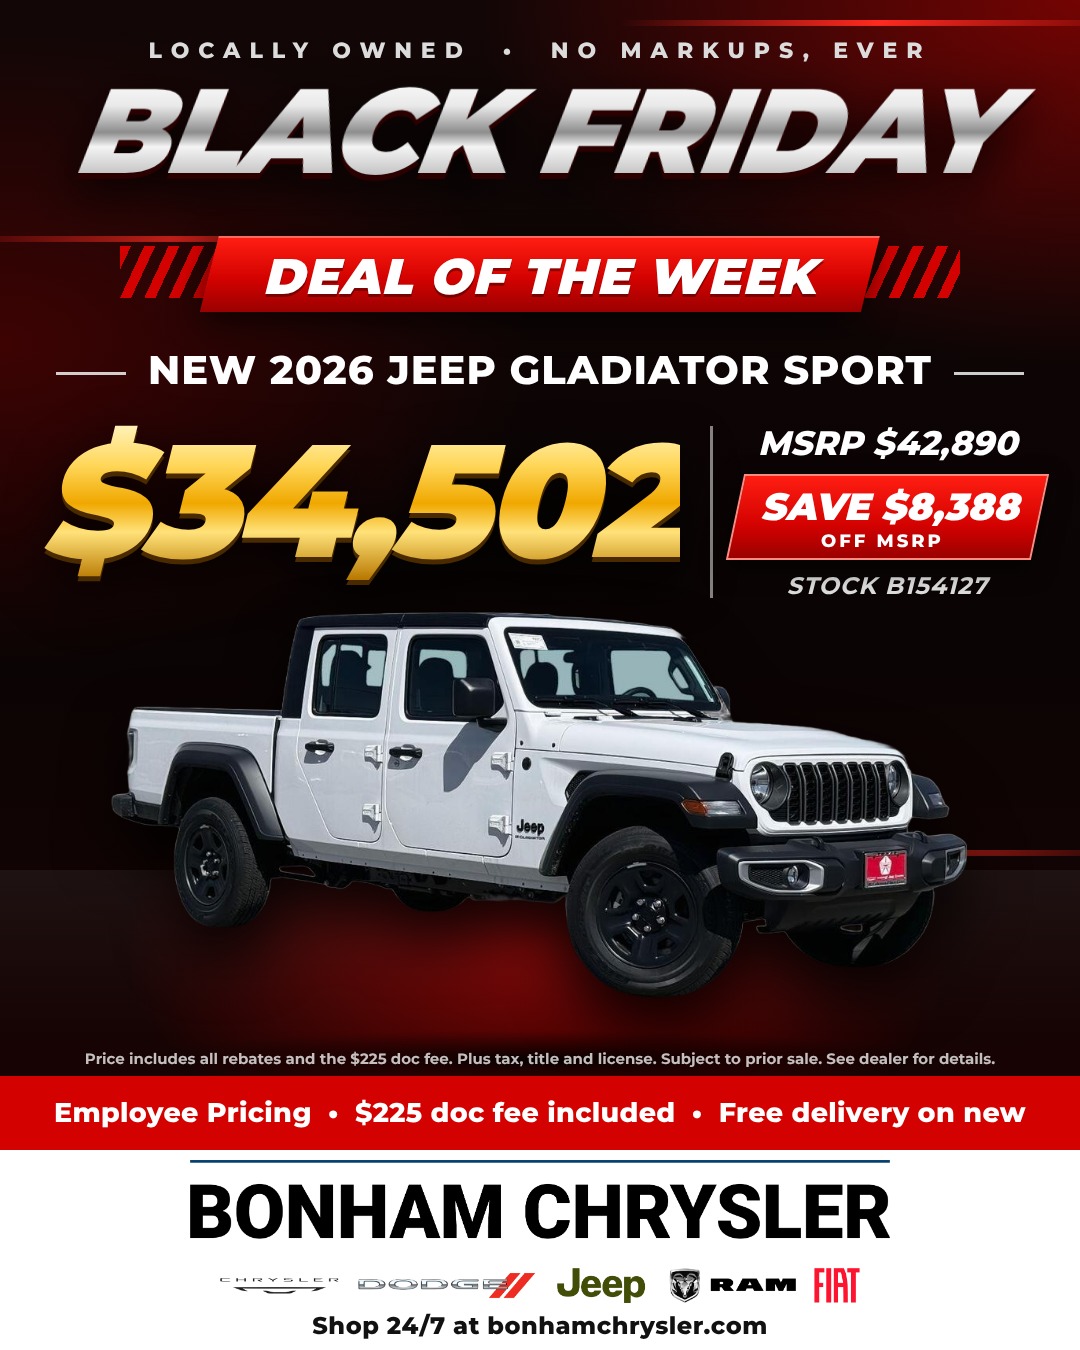 LOCALLY OWNED • NO MARKUPS, EVER
BLACK FRIDAY
DEAL OF THE WEEK
NEW 2026 JEEP GLADIATOR SPORT
$34,502
MSRP $42,890
SAVE $8,388
OFF MSRP
STOCK B154127
Jeep
GLADIATOR
Price includes all rebates and the $225 doc fee. Plus tax, title and license. Subject to prior sale. See dealer for details.
Employee Pricing • $225 doc fee included • Free delivery on new
BONHAM CHRYSLER
CHRYSLER DODGE Jeep RAM FIAT
Shop 24/7 at bonhamchrysler.com